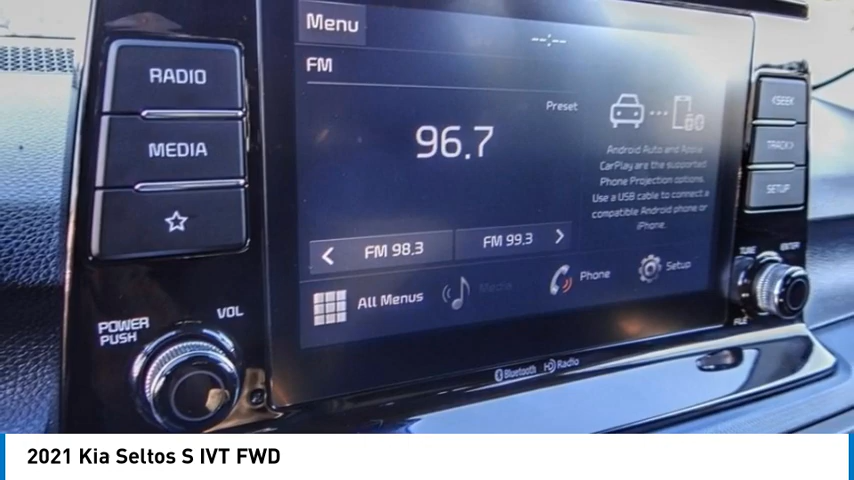 Menu
--:--
FM
RADIO
MEDIA
Preset
96.7
Android Auto and Apple
CarPlay are the supported
Phone Projection options.
Use a USB cable to connect a
compatible Android phone or
iPhone.
< FM 98.3
FM 99.3 >
All Menus
Media
Phone
Setup
POWER
PUSH
VOL
<SEEK
TRACK>
SETUP
TUNE
ENTER
FILE
Bluetooth
HD Radio
2021 Kia Seltos S IVT FWD